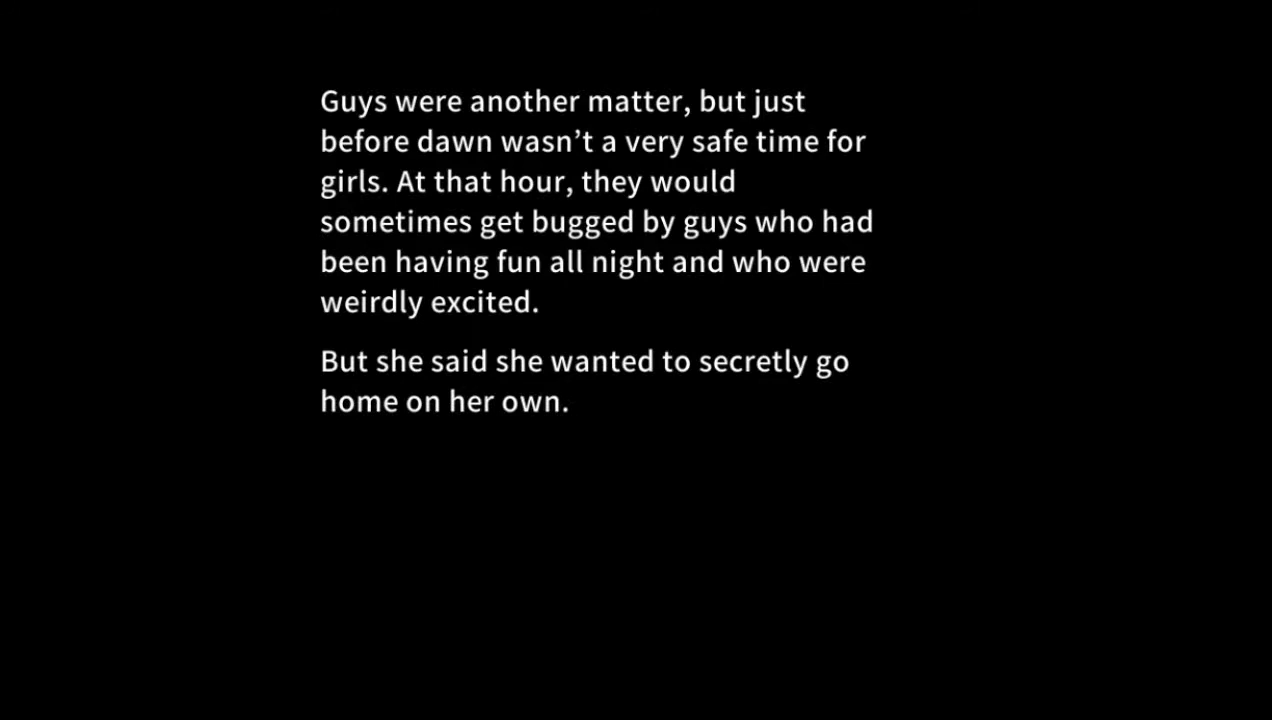 Guys were another matter, but just
before dawn wasn’t a very safe time for
girls. At that hour, they would
sometimes get bugged by guys who had
been having fun all night and who were
weirdly excited.
But she said she wanted to secretly go
home on her own.